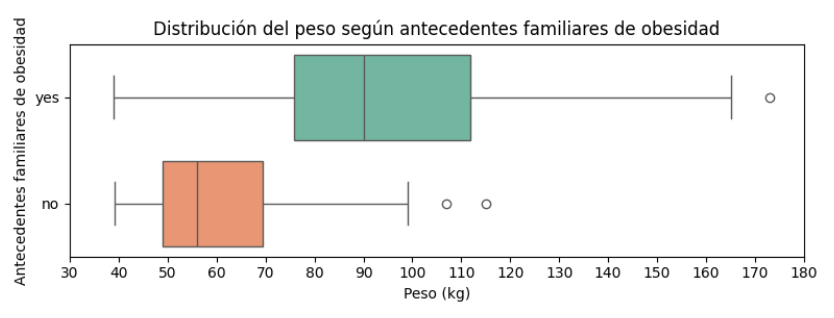 Distribución del peso según antecedentes familiares de obesidad
Antecedentes familiares de obesidad
yes
no
30 40 50 60 70 80 90 100 110 120 130 140 150 160 170 180
Peso (kg)